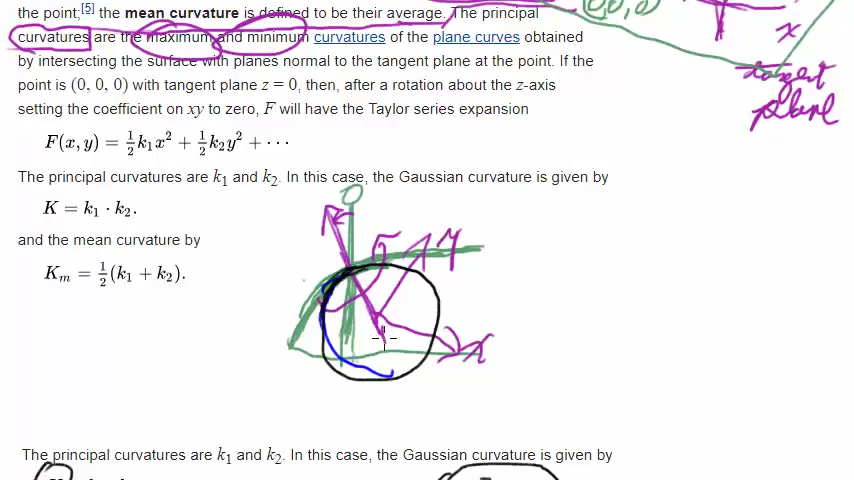 the point;[5] the mean curvature is defined to be their average. The principal
(0,0,0)
curvatures are the maximum and minimum curvatures of the plane curves obtained
x
by intersecting the surface with planes normal to the tangent plane at the point. If the
tangent
plane
point is (0, 0, 0) with tangent plane z = 0, then, after a rotation about the z-axis
setting the coefficient on xy to zero, F will have the Taylor series expansion
F(x, y) = ½k₁x² + ½k₂y² + ⋯
The principal curvatures are k₁ and k₂. In this case, the Gaussian curvature is given by
K = k₁ · k₂.
and the mean curvature by
y
Kₘ = ½(k₁ + k₂).
x
The principal curvatures are k₁ and k₂. In this case, the Gaussian curvature is given by